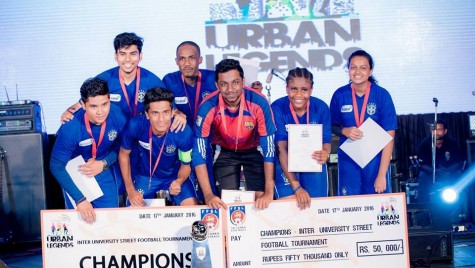 URBAN
LEGENDS
DATE 17TH JANUARY, 2016
INTER UNIVERSITY STREET FOOTBALL TOURNAMENT
CHAMPIONS
URBAN
LEGENDS
DATE 17TH JANUARY, 2016
PAY
CHAMPIONS - INTER UNIVERSITY STREET
FOOTBALL TOURNAMENT
AMOUNT
RUPEES FIFTY THOUSAND ONLY
RS. 50,000/-
URBAN
LEGENDS